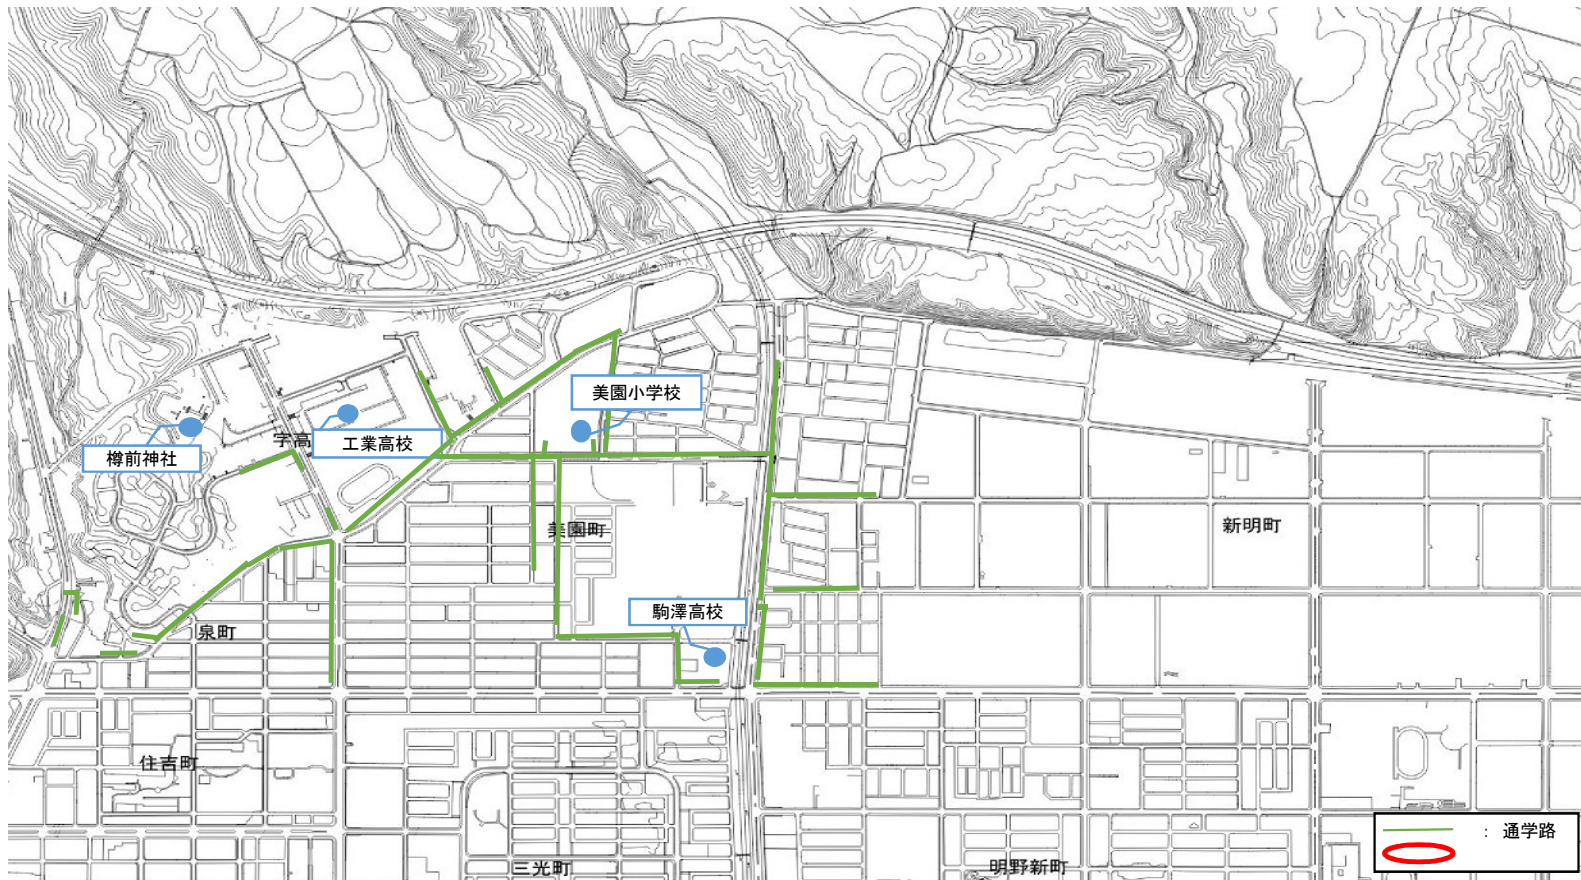 美園小学校
工業高校
字高
樽前神社
美園町
新明町
駒澤高校
泉町
住吉町
三光町
明野新町
：通学路